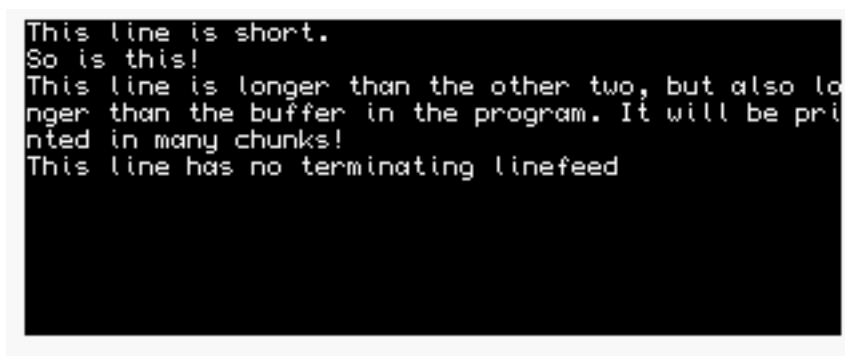 This line is short.
So is this!
This line is longer than the other two, but also lo
nger than the buffer in the program. It will be pri
nted in many chunks!
This line has no terminating linefeed